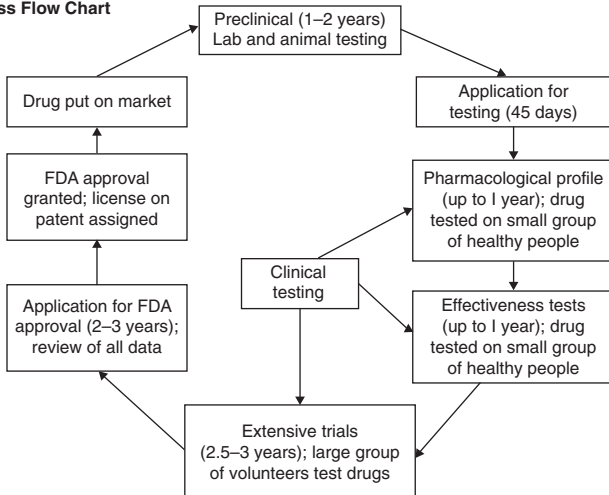 ss Flow Chart
Preclinical (1–2 years)
Lab and animal testing
Application for
testing (45 days)
Pharmacological profile
(up to I year); drug
tested on small group
of healthy people
Effectiveness tests
(up to I year); drug
tested on small group
of healthy people
Clinical
testing
Extensive trials
(2.5–3 years); large group
of volunteers test drugs
Application for FDA
approval (2–3 years);
review of all data
FDA approval
granted; license on
patent assigned
Drug put on market